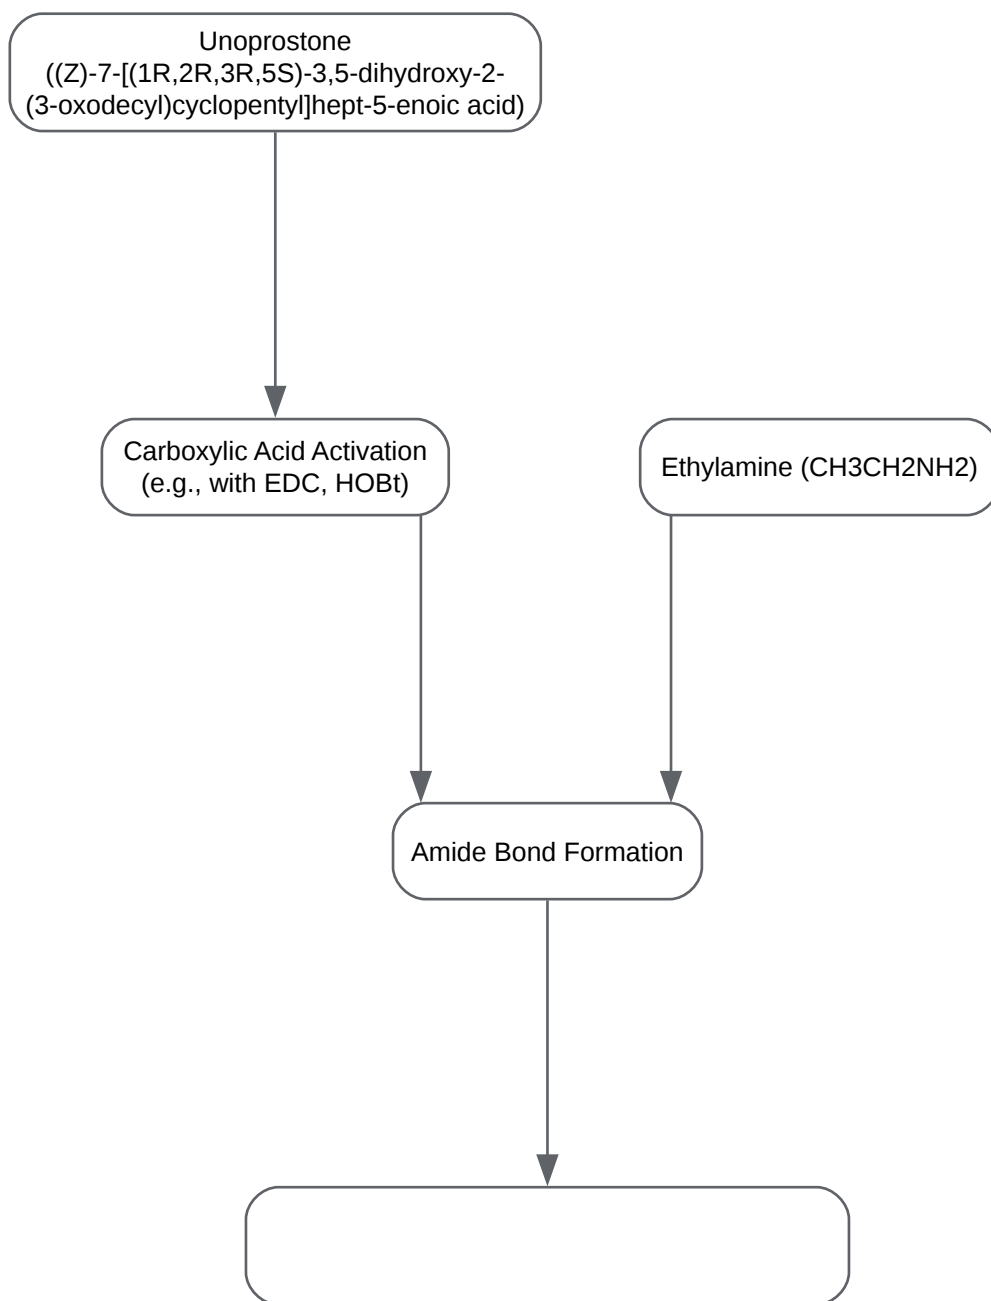 Unoprostone
((Z)-7-[(1R,2R,3R,5S)-3,5-dihydroxy-2-
(3-oxodecyl)cyclopentyl]hept-5-enoic acid)
Carboxylic Acid Activation
(e.g., with EDC, HOBt)
Ethylamine (CH3CH2NH2)
Amide Bond Formation